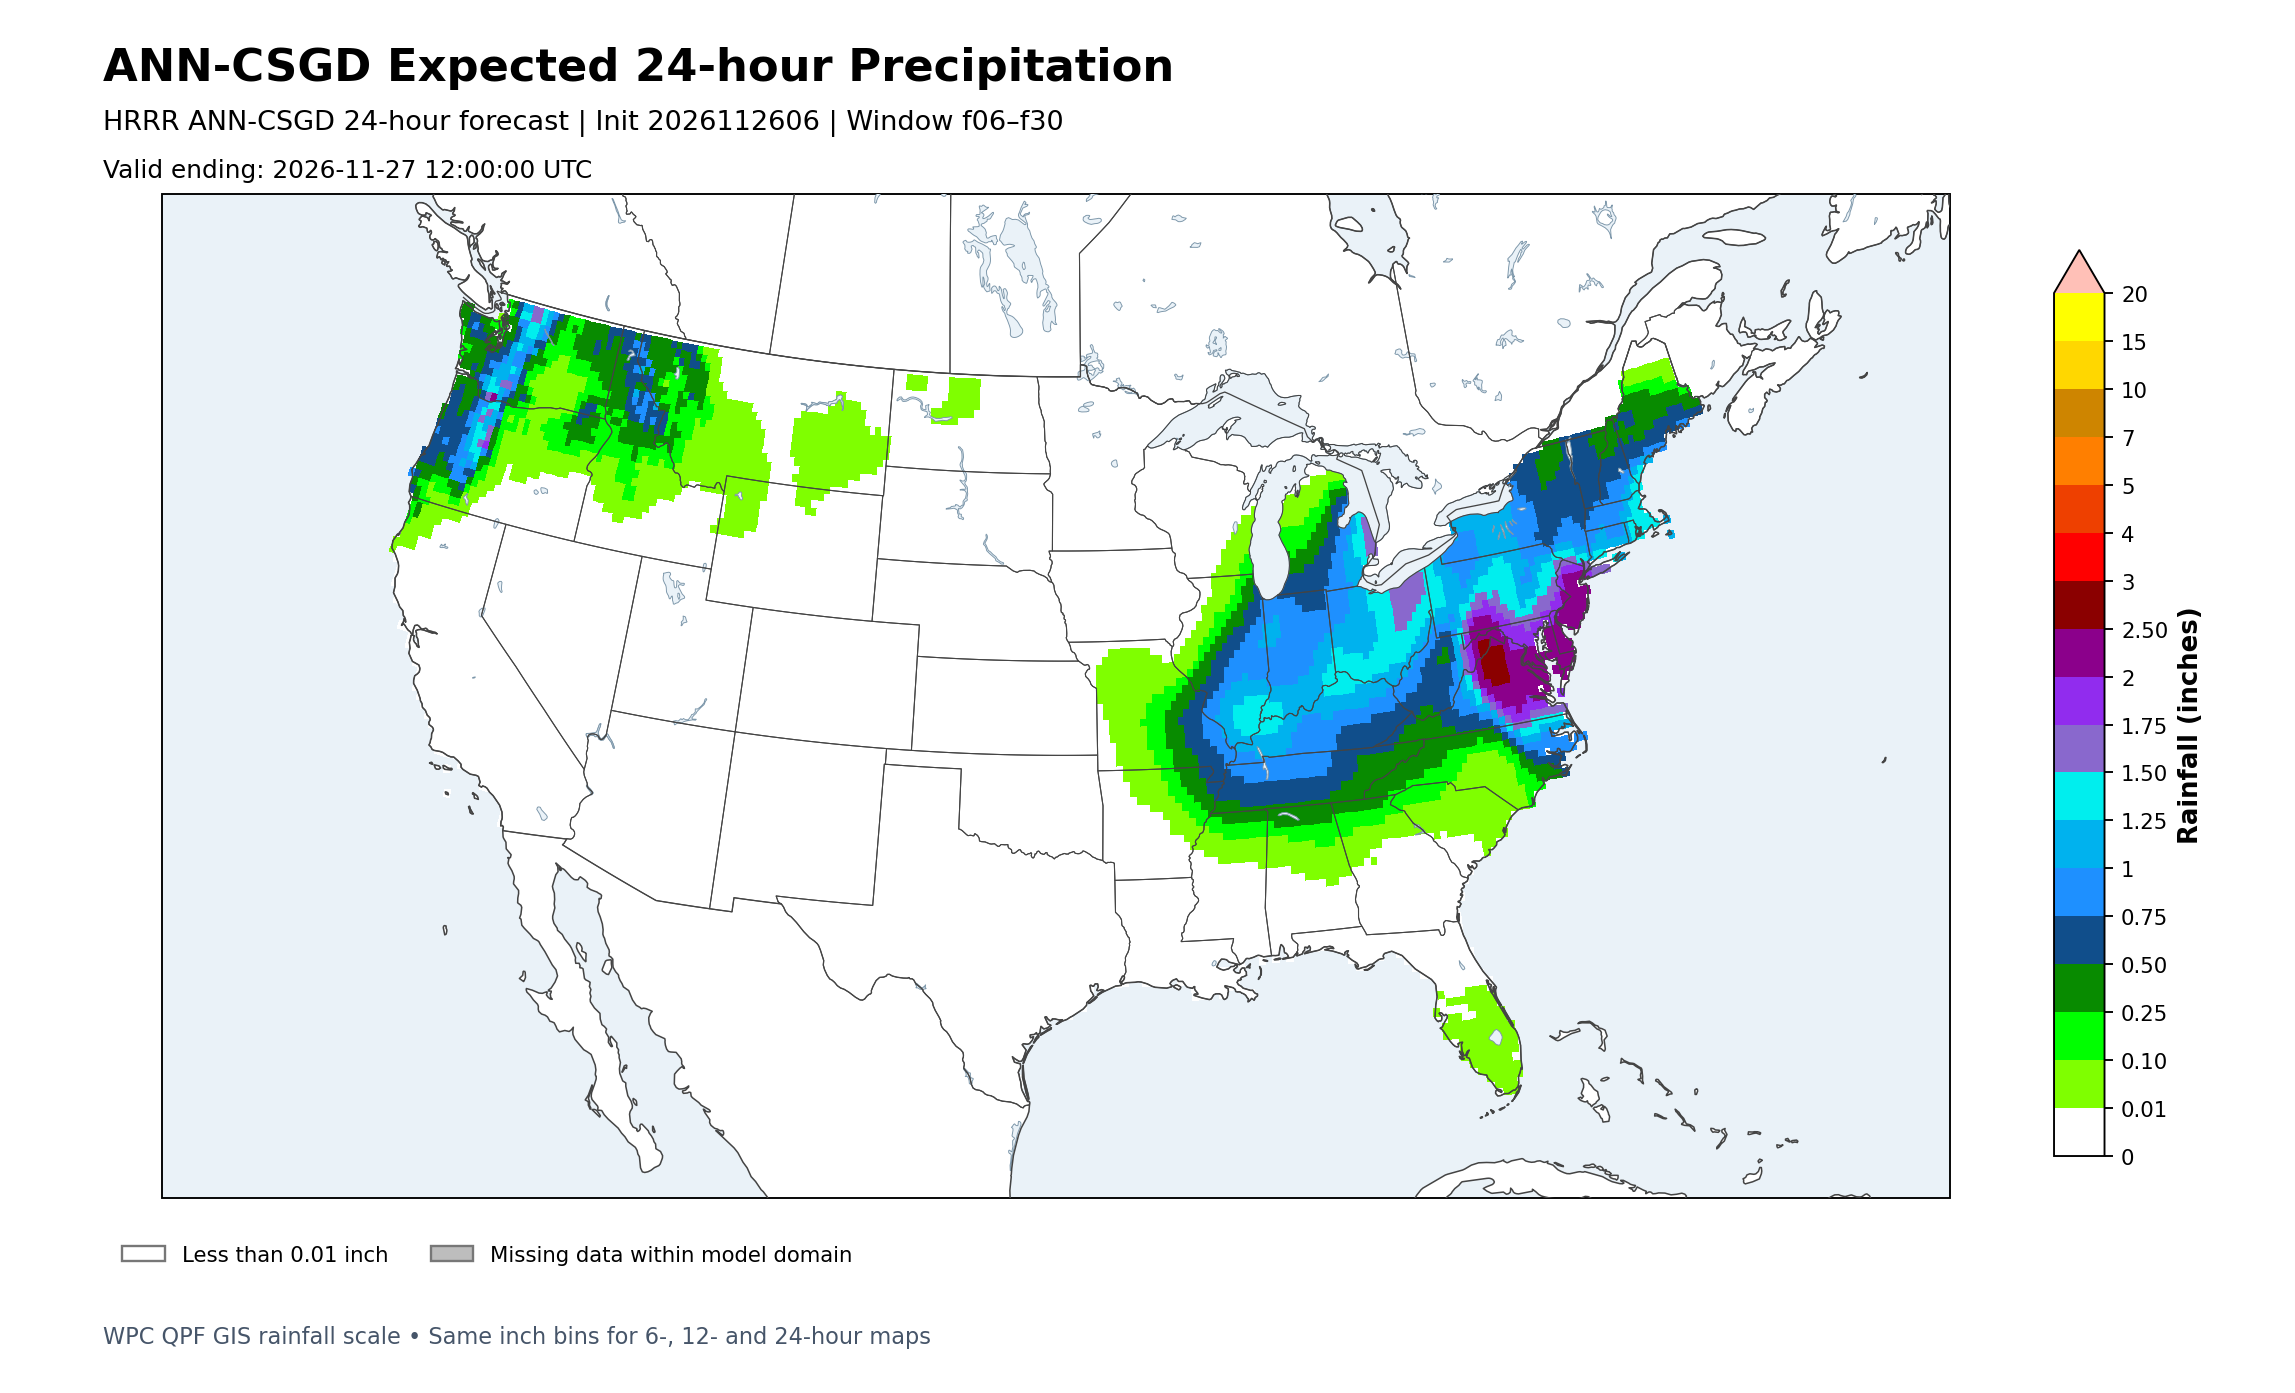 ANN-CSGD Expected 24-hour Precipitation
HRRR ANN-CSGD 24-hour forecast | Init 2026112606 | Window f06–f30
Valid ending: 2026-11-27 12:00:00 UTC
20
15
10
7
5
4
3
2.50
2
1.75
1.50
1.25
1
0.75
0.50
0.25
0.10
0.01
0
Rainfall (inches)
Less than 0.01 inch
Missing data within model domain
WPC QPF GIS rainfall scale • Same inch bins for 6-, 12- and 24-hour maps